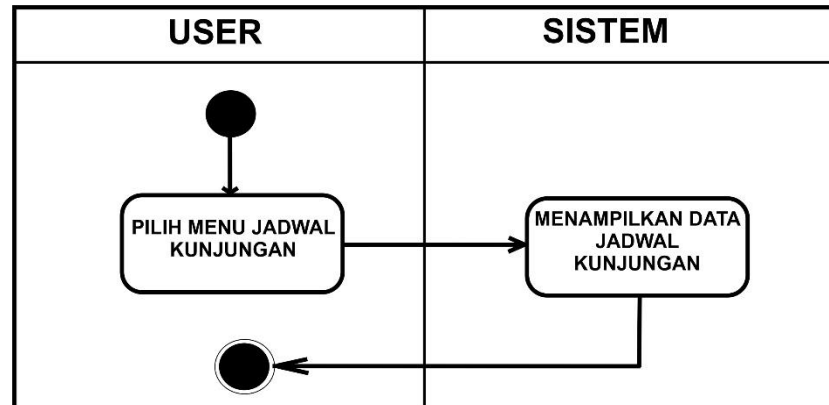 USER
SISTEM
PILIH MENU JADWAL
KUNJUNGAN
MENAMPILKAN DATA
JADWAL
KUNJUNGAN